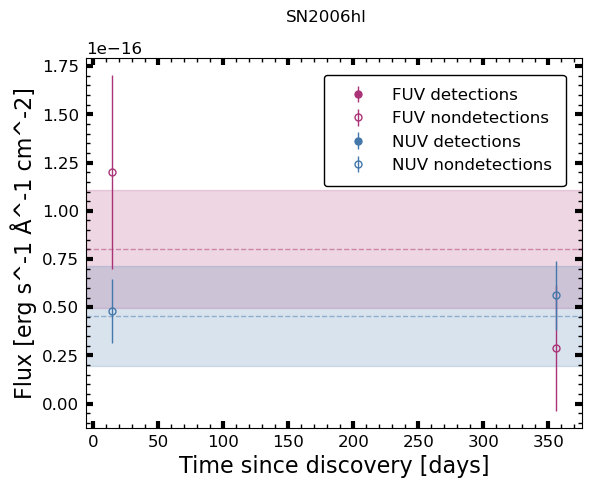 SN2006hl
1e−16
1.75
1.50
1.25
1.00
0.75
0.50
0.25
0.00
Flux [erg s^-1 Å^-1 cm^-2]
FUV detections
FUV nondetections
NUV detections
NUV nondetections
0 50 100 150 200 250 300 350
Time since discovery [days]